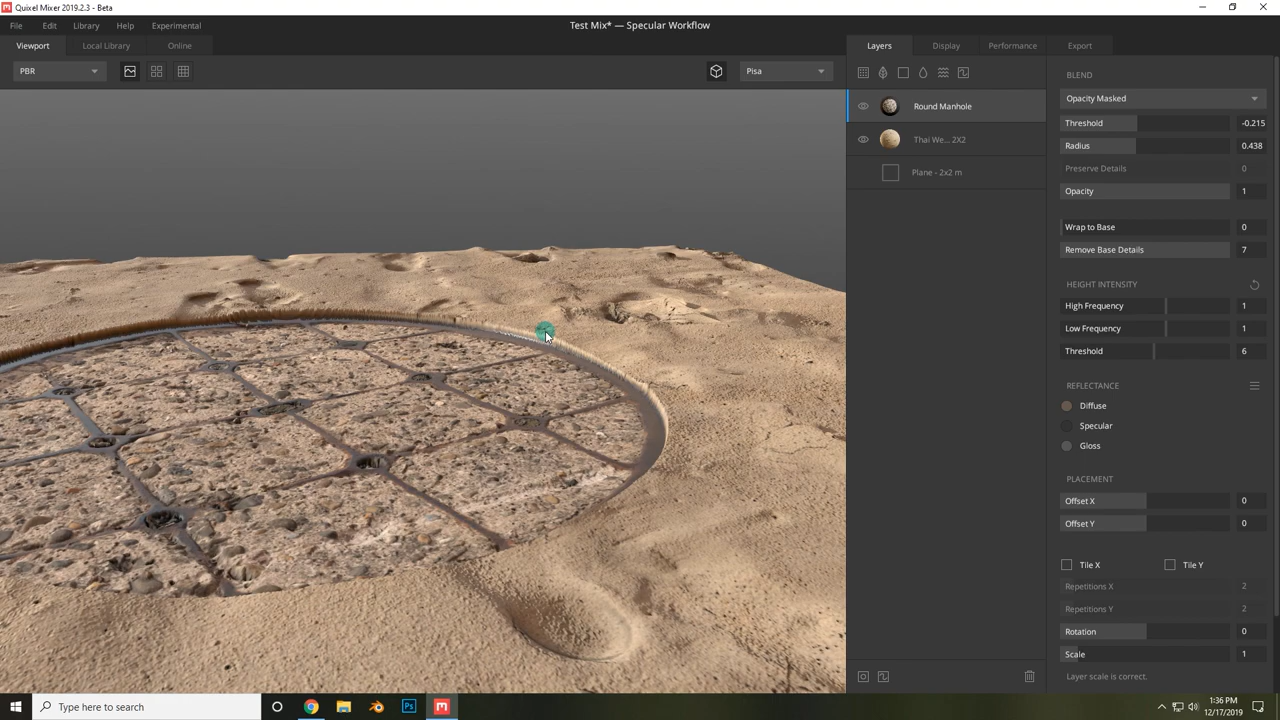 Quixel Mixer 2019.2.3 - Beta
File Edit Library Help Experimental
Test Mix* — Specular Workflow
Viewport Local Library Online
Layers Display Performance Export
PBR
Pisa
Round Manhole
Thai We... 2X2
Plane - 2x2 m
BLEND
Opacity Masked
Threshold -0.215
Radius 0.438
Preserve Details 0
Opacity 1
Wrap to Base 0
Remove Base Details 7
HEIGHT INTENSITY
High Frequency 1
Low Frequency 1
Threshold 6
REFLECTANCE
Diffuse
Specular
Gloss
PLACEMENT
Offset X 0
Offset Y 0
Tile X Tile Y
Repetitions X 2
Repetitions Y 2
Rotation 0
Scale 1
Layer scale is correct.
Type here to search
Ps
1:36 PM
12/17/2019